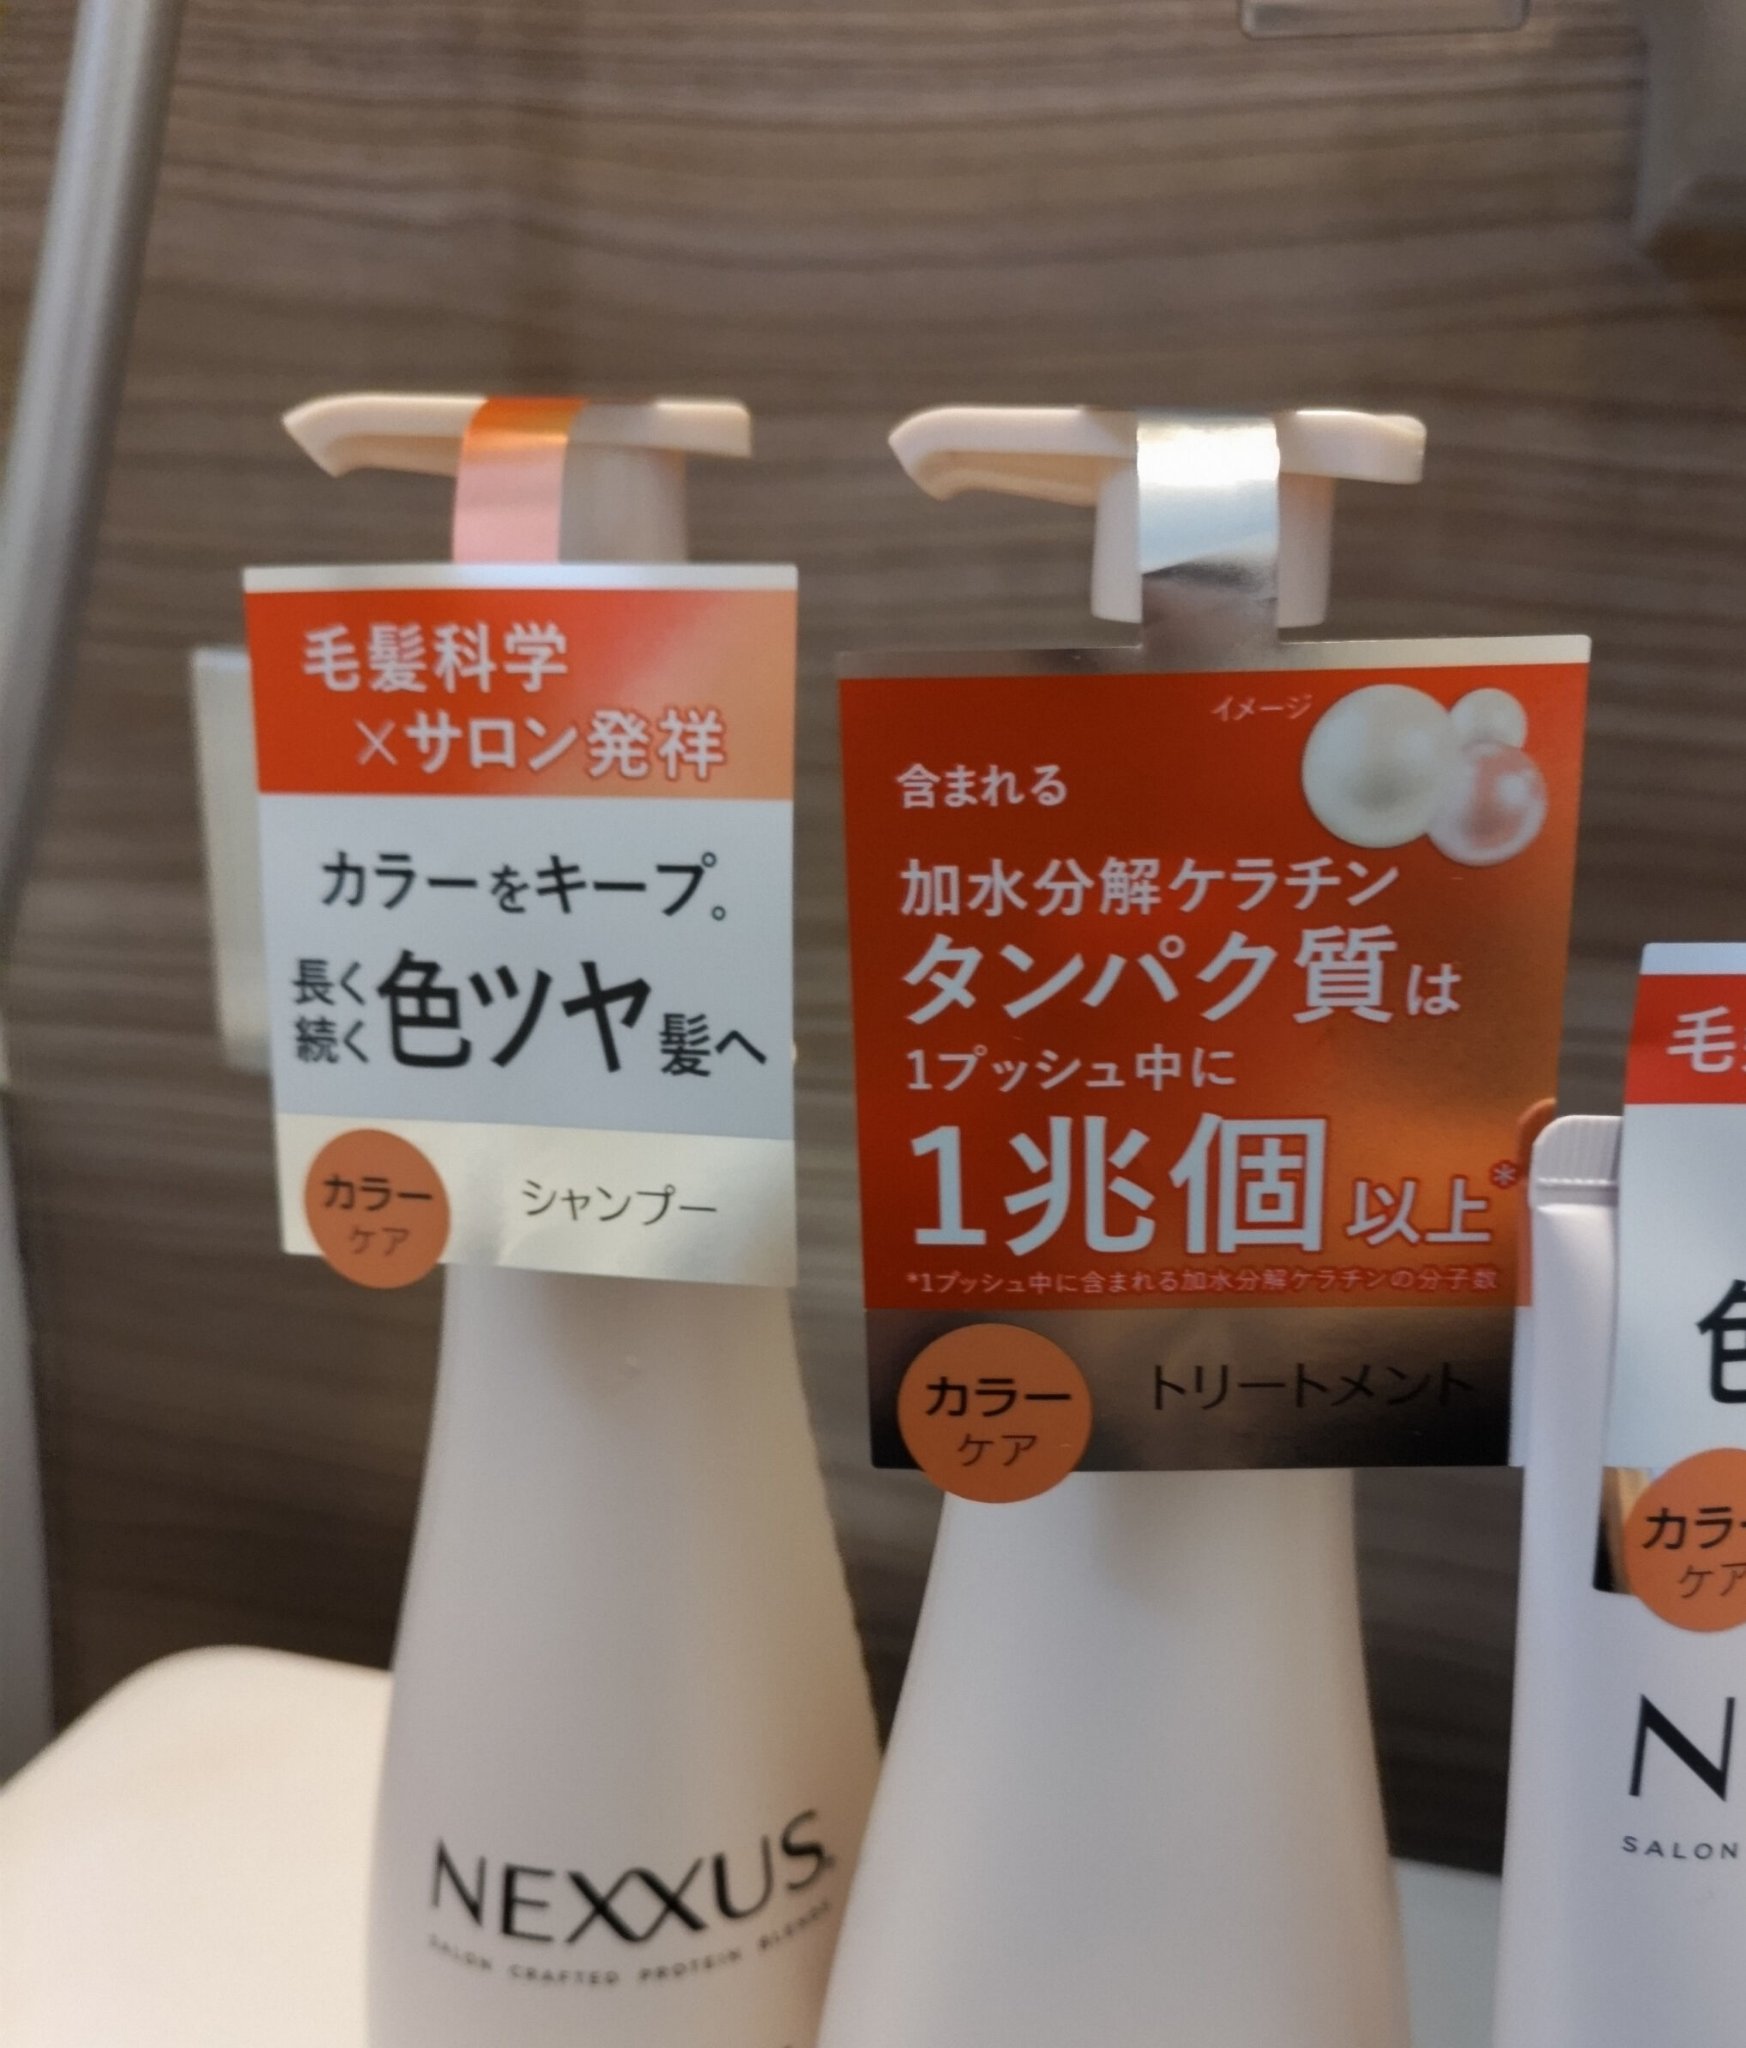 毛髪科学
×サロン発祥
カラーをキープ。
長く
続く
色ツヤ髪へ
カラー
ケア
シャンプー
NEXXUS
SALON CRAFTED PROTEIN BLENDS
イメージ
含まれる
加水分解ケラチン
タンパク質は
1プッシュ中に
1兆個以上*
*1プッシュ中に含まれる加水分解ケラチンの分子数
カラー
ケア
トリートメント
毛
色
カラー
ケア
N
SALON